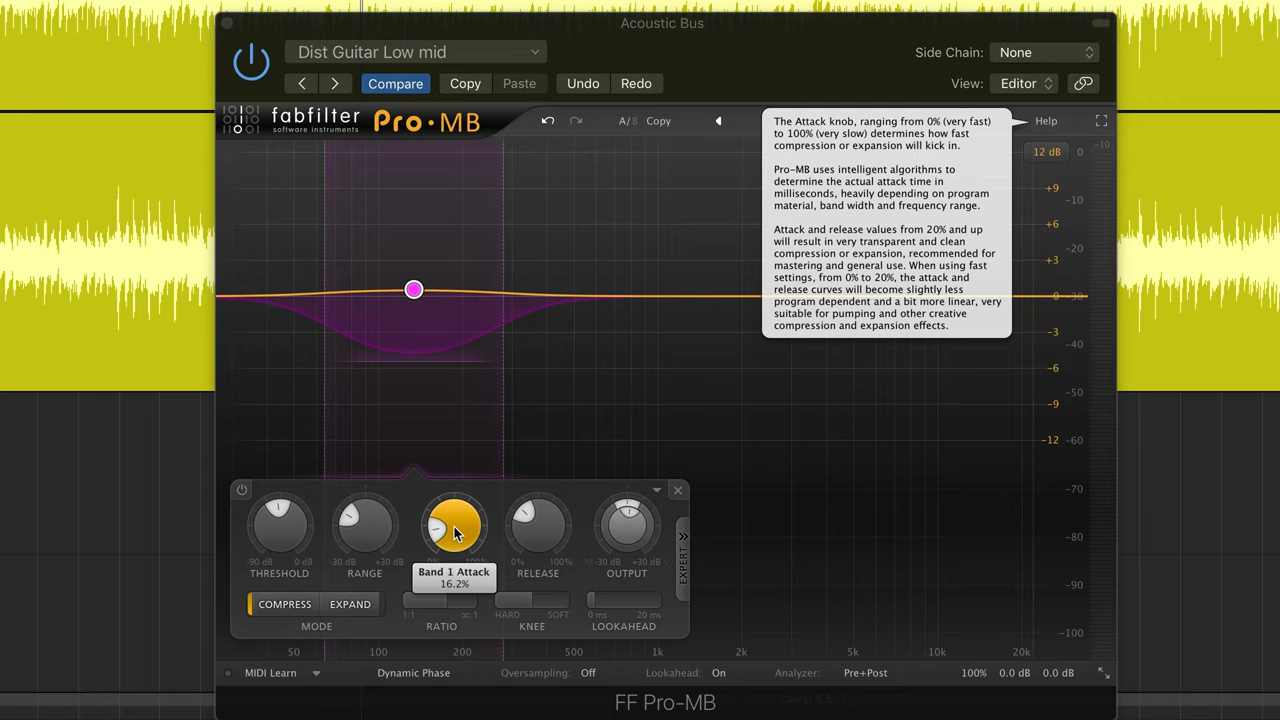 Acoustic Bus
Dist Guitar Low mid
Side Chain: None
Compare Copy Paste Undo Redo
View: Editor
fabfilter
software instruments
Pro·MB
A/B Copy
Help
The Attack knob, ranging from 0% (very fast)
to 100% (very slow) determines how fast
compression or expansion will kick in.
Pro-MB uses intelligent algorithms to
determine the actual attack time in
milliseconds, heavily depending on program
material, band width and frequency range.
Attack and release values from 20% and up
will result in very transparent and clean
compression or expansion, recommended for
mastering and general use. When using fast
settings, from 0% to 20%, the attack and
release curves will become slightly less
program dependent and a bit more linear, very
suitable for pumping and other creative
compression and expansion effects.
-10
12 dB 0
+9
-10
+6
-20
+3
0 -30
-3
-40
-6
-50
-9
-12 -60
-70
-80
-90
-100
-90 dB 0 dB
THRESHOLD
-30 dB +30 dB
RANGE
0% 100%
Band 1 Attack
16.2%
0% 100%
RELEASE
-30 dB +30 dB
OUTPUT
EXPERT
COMPRESS EXPAND
MODE
1:1 ∞:1
RATIO
HARD SOFT
KNEE
0 ms 20 ms
LOOKAHEAD
50 100 200 500 1k 2k 5k 10k 20k
MIDI Learn Dynamic Phase Oversampling: Off Lookahead: On Analyzer: Pre+Post 100% 0.0 dB 0.0 dB
FF Pro-MB